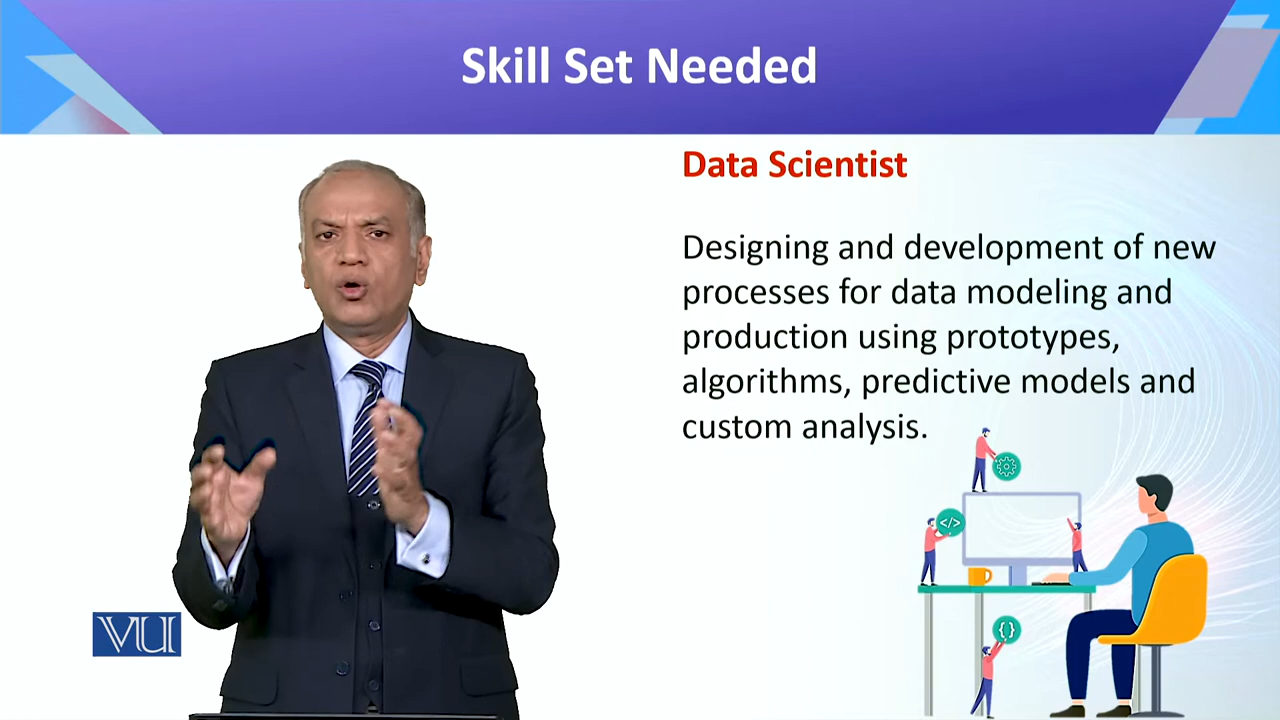 Skill Set Needed
Data Scientist
Designing and development of new
processes for data modeling and
production using prototypes,
algorithms, predictive models and
custom analysis.
</>
{}
VU